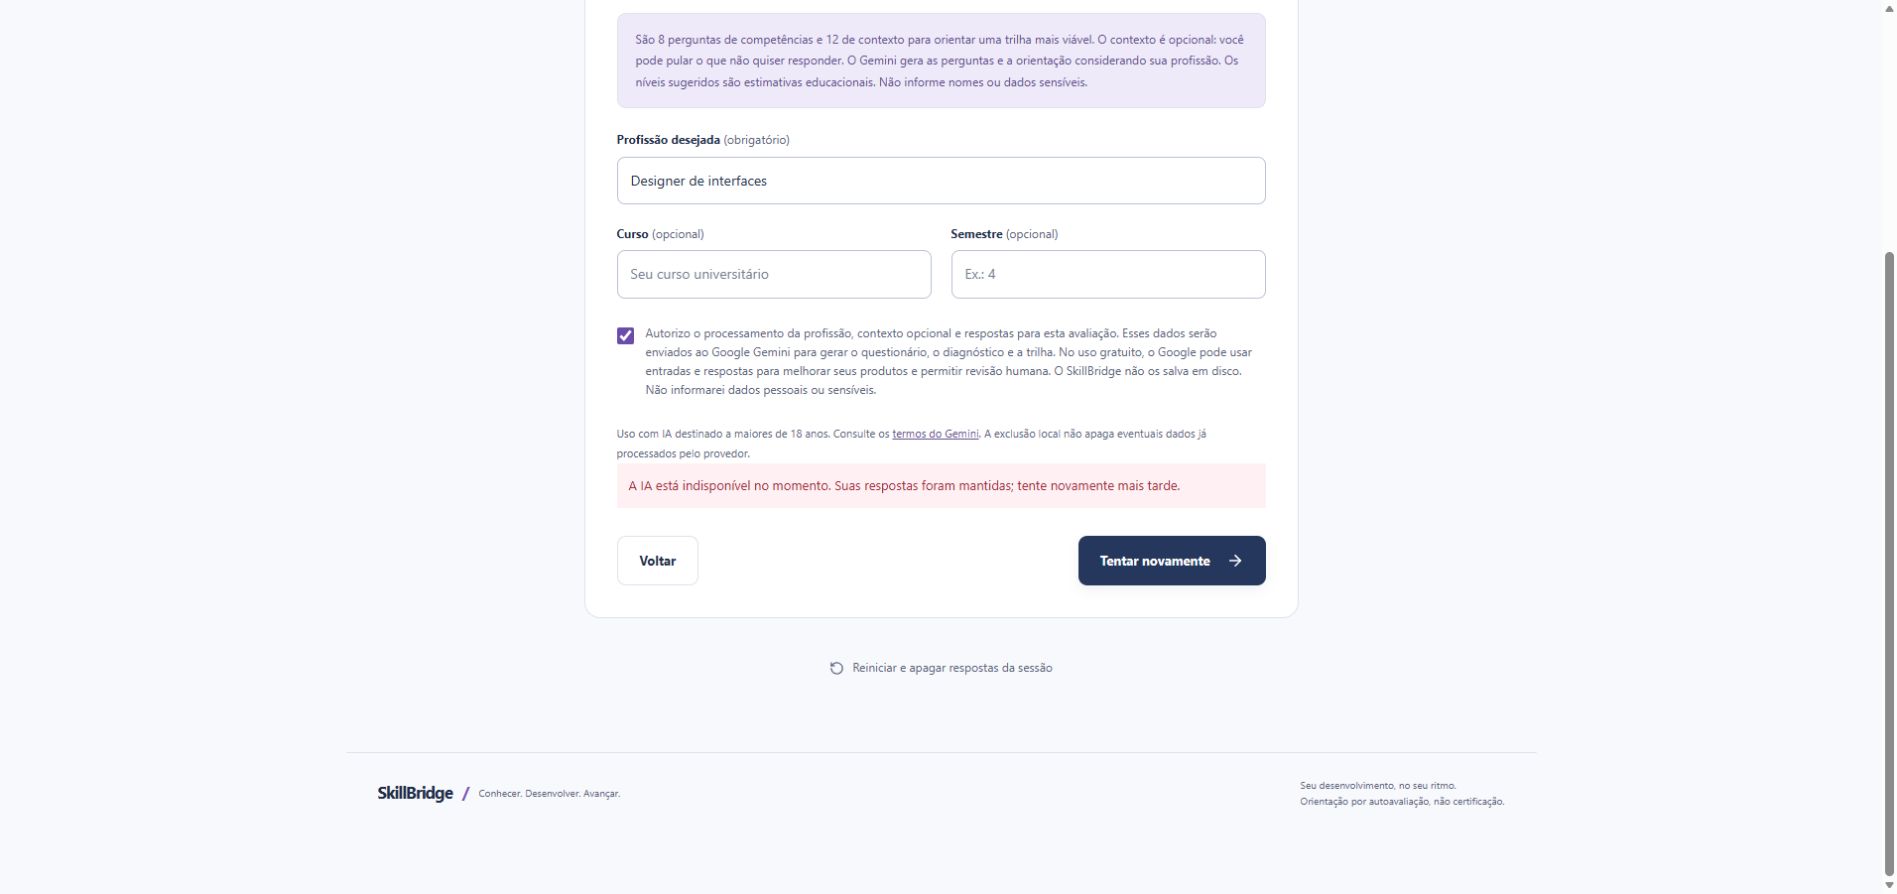 São 8 perguntas de competências e 12 de contexto para orientar uma trilha mais viável. O contexto é opcional: você
pode pular o que não quiser responder. O Gemini gera as perguntas e a orientação considerando sua profissão. Os
níveis sugeridos são estimativas educacionais. Não informe nomes ou dados sensíveis.
Profissão desejada (obrigatório)
Designer de interfaces
Curso (opcional)
Semestre (opcional)
Seu curso universitário
Ex.: 4
Autorizo o processamento da profissão, contexto opcional e respostas para esta avaliação. Esses dados serão
enviados ao Google Gemini para gerar o questionário, o diagnóstico e a trilha. No uso gratuito, o Google pode usar
entradas e respostas para melhorar seus produtos e permitir revisão humana. O SkillBridge não os salva em disco.
Não informarei dados pessoais ou sensíveis.
Uso com IA destinado a maiores de 18 anos. Consulte os termos do Gemini. A exclusão local não apaga eventuais dados já
processados pelo provedor.
A IA está indisponível no momento. Suas respostas foram mantidas; tente novamente mais tarde.
Voltar
Tentar novamente
Reiniciar e apagar respostas da sessão
SkillBridge / Conhecer. Desenvolver. Avançar.
Seu desenvolvimento, no seu ritmo.
Orientação por autoavaliação, não certificação.